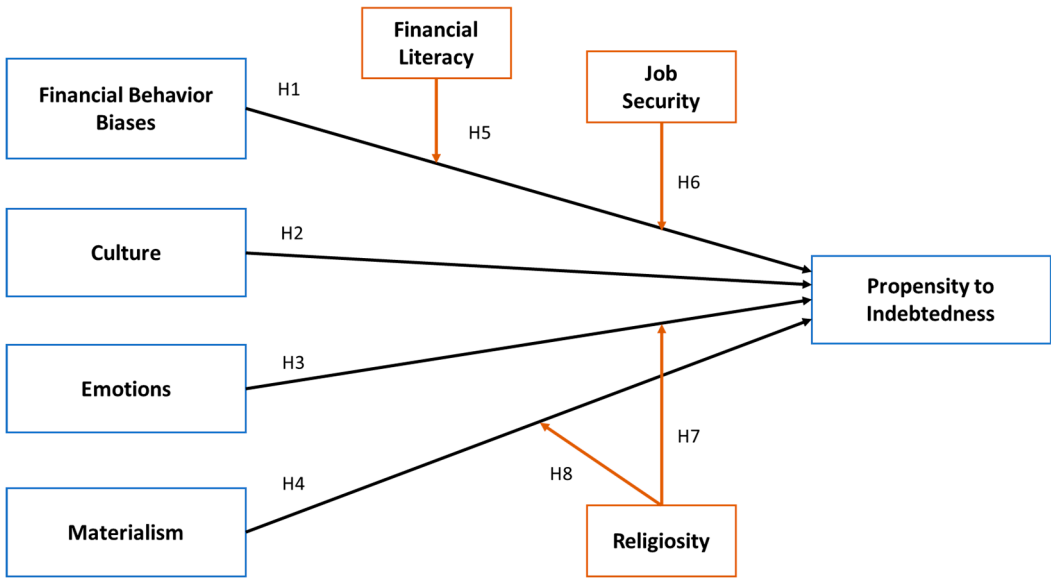 Financial
Literacy
Job
Security
Financial Behavior
Biases
H1
H5
H6
Culture
H2
Propensity to
Indebtedness
Emotions
H3
H7
Materialism
H4
H8
Religiosity